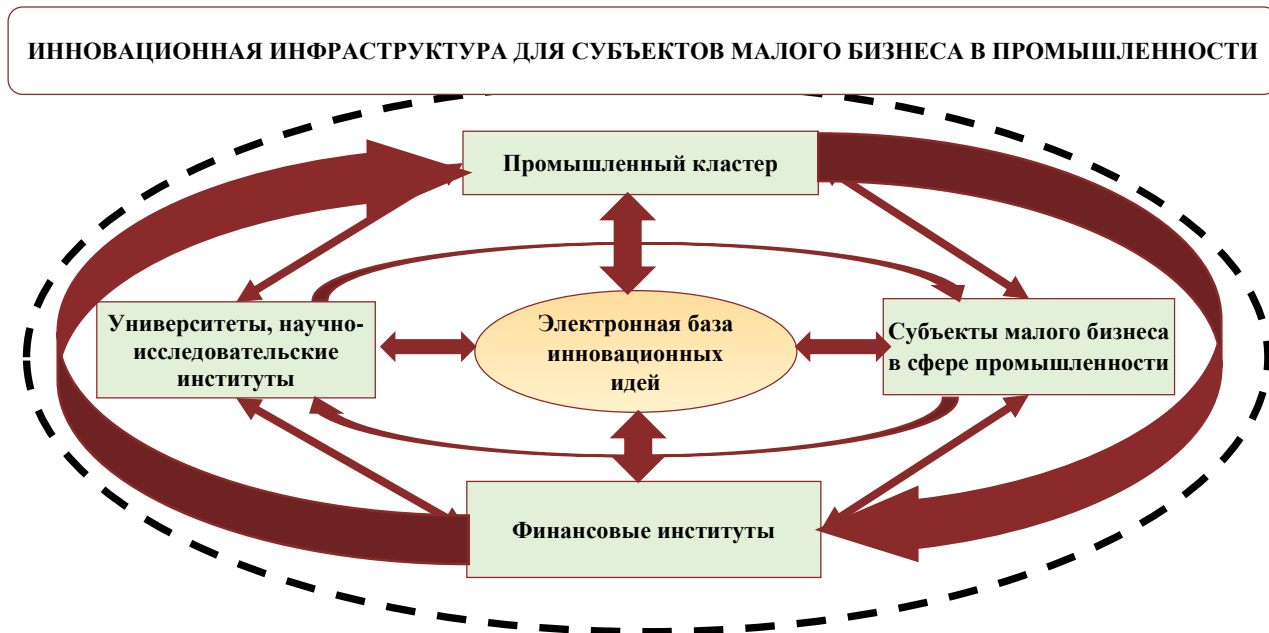 ИННОВАЦИОННАЯ ИНФРАСТРУКТУРА ДЛЯ СУБЪЕКТОВ МАЛОГО БИЗНЕСА В ПРОМЫШЛЕННОСТИ
Промышленный кластер
Университеты, научно-
исследовательские
институты
Электронная база
инновационных
идей
Субъекты малого бизнеса
в сфере промышленности
Финансовые институты